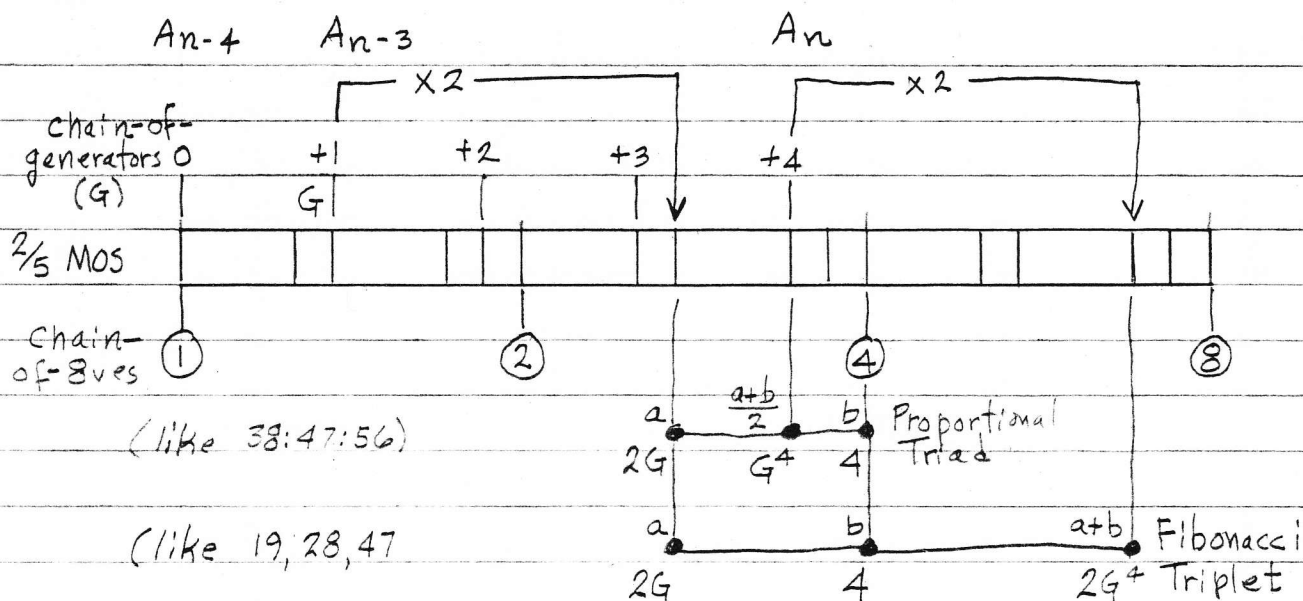 An-4 An-3 An
×2 ×2
chain-of-
generators 0 +1 +2 +3 +4
(G) G
2/5 MOS
Chain-
of-8ves 1 2 4 8
a a+b/2 b Proportional
(like 38:47:56) Triad
2G G⁴ 4
a b a+b Fibonacci
(like 19, 28, 47
2G 4 2G⁴ Triplet